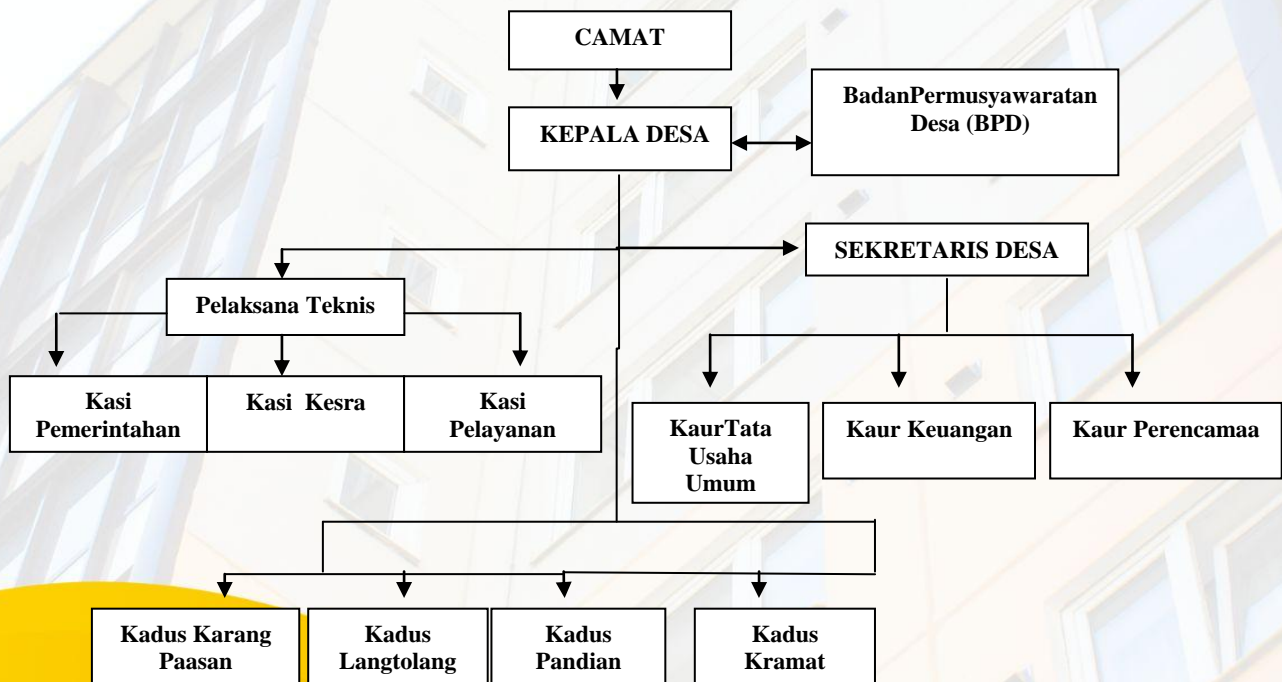 CAMAT
KEPALA DESA
BadanPermusyawaratan
Desa (BPD)
SEKRETARIS DESA
Pelaksana Teknis
Kasi
Pemerintahan
Kasi Kesra
Kasi
Pelayanan
KaurTata
Usaha
Umum
Kaur Keuangan
Kaur Perencamaa
Kadus Karang
Paasan
Kadus
Langtolang
Kadus
Pandian
Kadus
Kramat